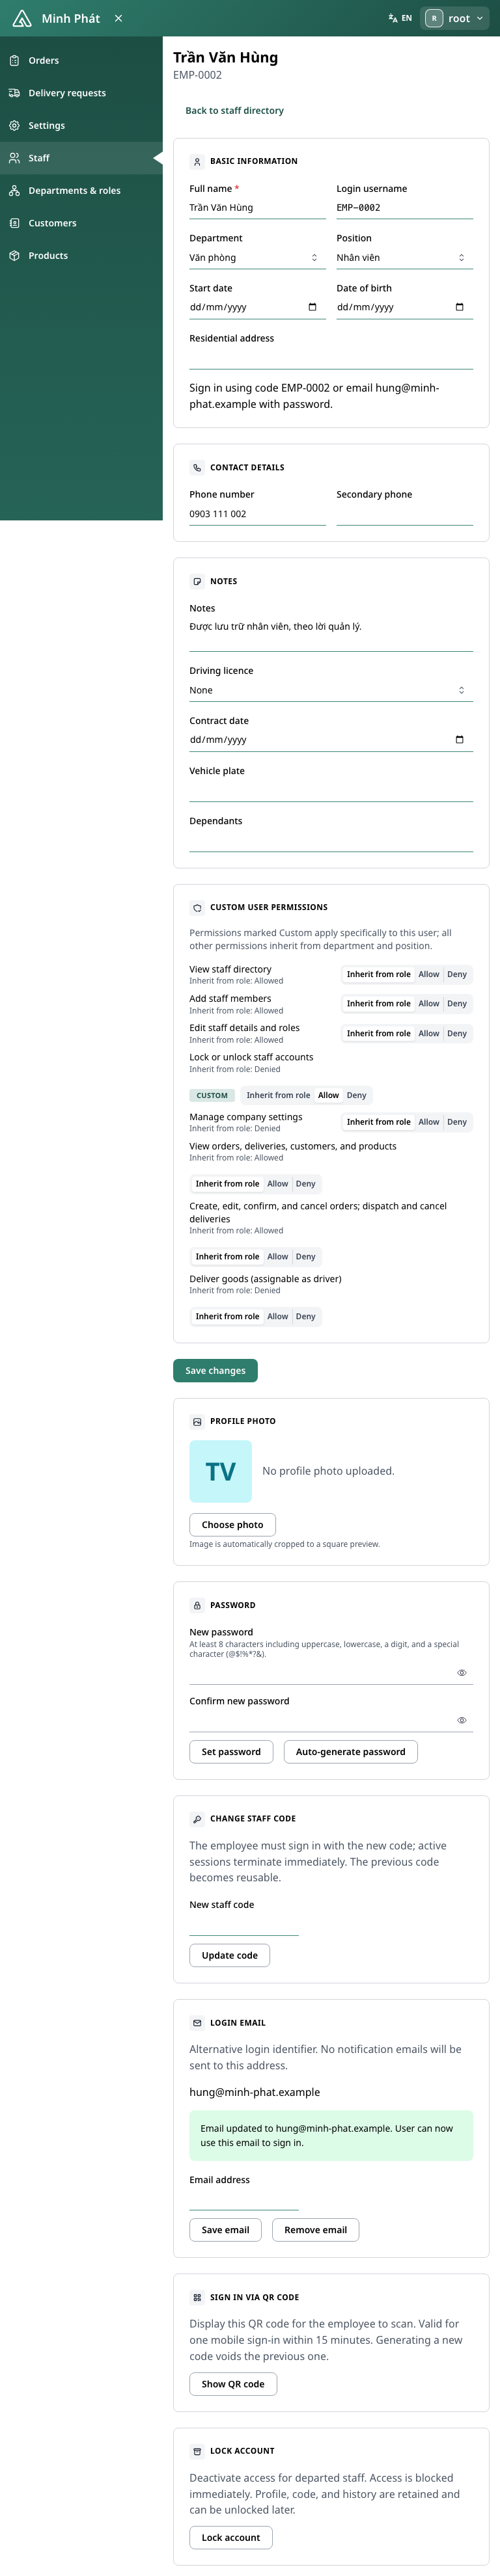 Minh Phát
EN
R
root
Orders
Delivery requests
Settings
Staff
Departments & roles
Customers
Products
Trần Văn Hùng
EMP-0002
Back to staff directory
BASIC INFORMATION
Full name *
Login username
Trần Văn Hùng
EMP-0002
Department
Position
Văn phòng
Nhân viên
Start date
Date of birth
dd/mm/yyyy
dd/mm/yyyy
Residential address
Sign in using code EMP-0002 or email hung@minh-
phat.example with password.
CONTACT DETAILS
Phone number
Secondary phone
0903 111 002
NOTES
Notes
Được lưu trữ nhân viên, theo lời quản lý.
Driving licence
None
Contract date
dd/mm/yyyy
Vehicle plate
Dependants
CUSTOM USER PERMISSIONS
Permissions marked Custom apply specifically to this user; all
other permissions inherit from department and position.
View staff directory
Inherit from role: Allowed
Inherit from role Allow Deny
Add staff members
Inherit from role: Allowed
Inherit from role Allow Deny
Edit staff details and roles
Inherit from role: Allowed
Inherit from role Allow Deny
Lock or unlock staff accounts
Inherit from role: Denied
CUSTOM Inherit from role Allow Deny
Manage company settings
Inherit from role: Denied
Inherit from role Allow Deny
View orders, deliveries, customers, and products
Inherit from role: Allowed
Inherit from role Allow Deny
Create, edit, confirm, and cancel orders; dispatch and cancel
deliveries
Inherit from role: Allowed
Inherit from role Allow Deny
Deliver goods (assignable as driver)
Inherit from role: Denied
Inherit from role Allow Deny
Save changes
PROFILE PHOTO
TV
No profile photo uploaded.
Choose photo
Image is automatically cropped to a square preview.
PASSWORD
New password
At least 8 characters including uppercase, lowercase, a digit, and a special
character (@$!%*?&).
Confirm new password
Set password
Auto-generate password
CHANGE STAFF CODE
The employee must sign in with the new code; active
sessions terminate immediately. The previous code
becomes reusable.
New staff code
Update code
LOGIN EMAIL
Alternative login identifier. No notification emails will be
sent to this address.
hung@minh-phat.example
Email updated to hung@minh-phat.example. User can now
use this email to sign in.
Email address
Save email
Remove email
SIGN IN VIA QR CODE
Display this QR code for the employee to scan. Valid for
one mobile sign-in within 15 minutes. Generating a new
code voids the previous one.
Show QR code
LOCK ACCOUNT
Deactivate access for departed staff. Access is blocked
immediately. Profile, code, and history are retained and
can be unlocked later.
Lock account